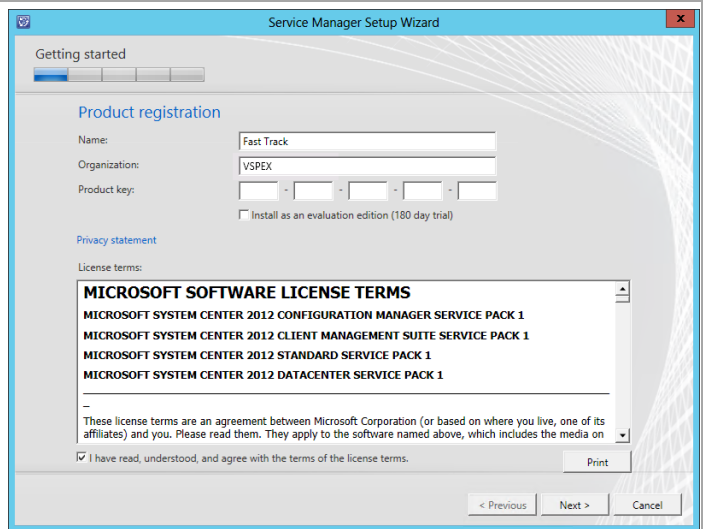 Service Manager Setup Wizard
x
Getting started
Product registration
Name:
Fast Track
Organization:
VSPEX
Product key:
- - - -
Install as an evaluation edition (180 day trial)
Privacy statement
License terms:
MICROSOFT SOFTWARE LICENSE TERMS
MICROSOFT SYSTEM CENTER 2012 CONFIGURATION MANAGER SERVICE PACK 1
MICROSOFT SYSTEM CENTER 2012 CLIENT MANAGEMENT SUITE SERVICE PACK 1
MICROSOFT SYSTEM CENTER 2012 STANDARD SERVICE PACK 1
MICROSOFT SYSTEM CENTER 2012 DATACENTER SERVICE PACK 1
_
These license terms are an agreement between Microsoft Corporation (or based on where you live, one of its
affiliates) and you. Please read them. They apply to the software named above, which includes the media on
I have read, understood, and agree with the terms of the license terms.
Print
< Previous
Next >
Cancel